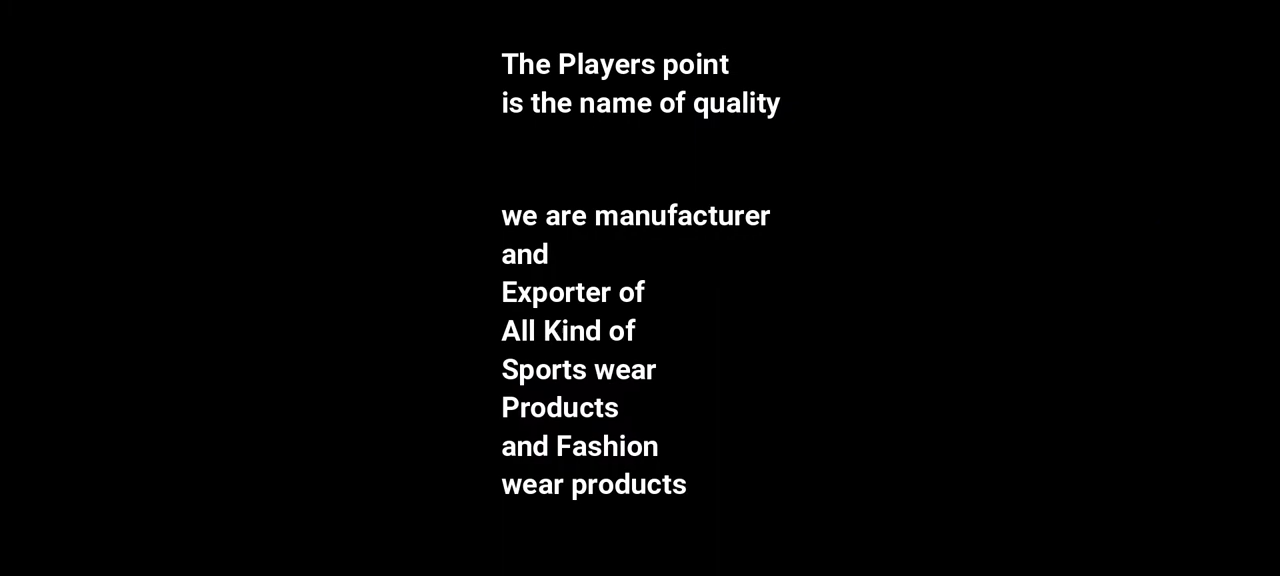 The Players point
is the name of quality
we are manufacturer
and
Exporter of
All Kind of
Sports wear
Products
and Fashion
wear products